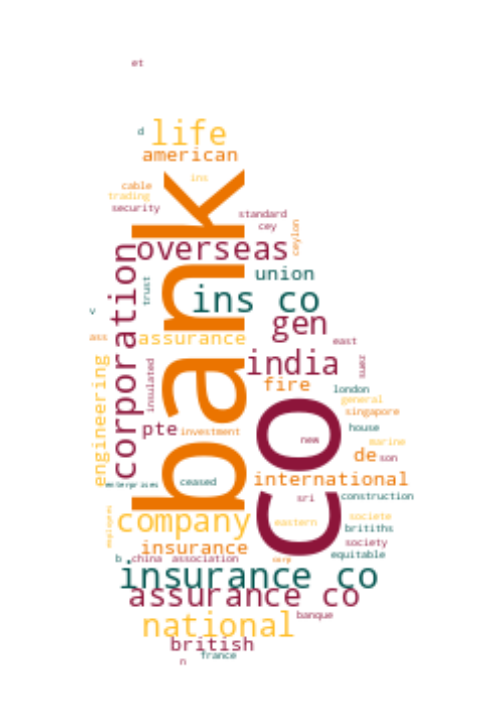 et
d
life
american
ins
cable
trading
security
standard
cey
ceylon
overseas
bank
corporation
union
trust
ins co
v
gen
ass
assurance
east
india
suez
engineering
insulated
fire
london
general
singapore
pte
investment
co
house
new
marine
de
son
international
enterprises
ceased
sri
construction
employees
company
eastern
societe
britiths
insurance
society
equitable
b
china
association
corp
insurance co
assurance co
national
banque
british
france
n